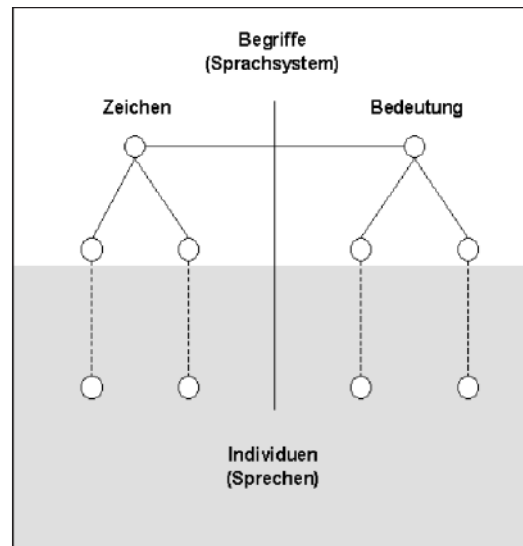 Begriffe
(Sprachsystem)
Zeichen
Bedeutung
Individuen
(Sprechen)